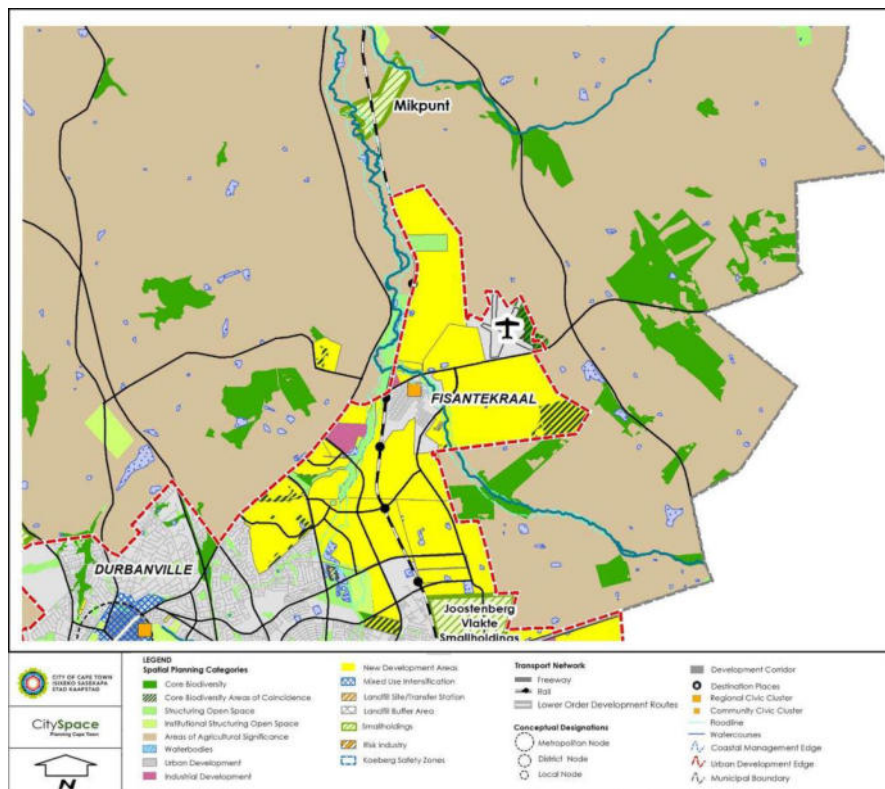 Mikpunt
FISANTEKRAAL
DURBANVILLE
Joostenberg
Vlakte
Smallholdings
CITY OF CAPE TOWN
ISIXEKO SASEKAPA
STAD KAAPSTAD
CitySpace
Planning Cape Town
N
LEGEND
Spatial Planning Categories
Core Biodiversity
Core Biodiversity Areas of Coincidence
Structuring Open Space
Institutional Structuring Open Space
Areas of Agricultural Significance
Waterbodies
Urban Development
Industrial Development
New Development Areas
Mixed Use Intensification
Landfill Site/Transfer Station
Landfill Buffer Area
Smallholdings
Risk Industry
Koeberg Safety Zones
Transport Network
Freeway
Rail
Lower Order Development Routes
Conceptual Designations
Metropolitan Node
District Node
Local Node
Development Corridor
Destination Places
Regional Civic Cluster
Community Civic Cluster
Floodline
Watercourses
Coastal Management Edge
Urban Development Edge
Municipal Boundary